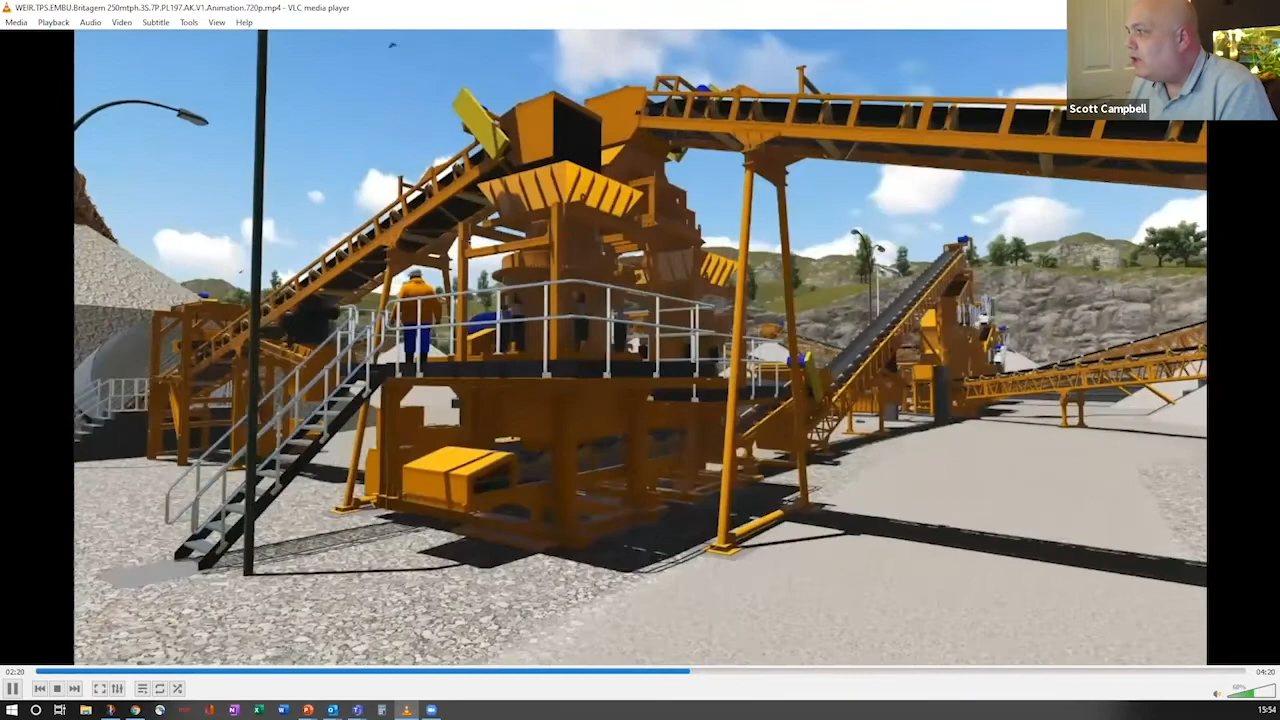 WEIR.TPS.EMBU.Britagem 250mtph.3S.7P.PL197.AK.V1.Animation.720p.mp4 - VLC media player
Media Playback Audio Video Subtitle Tools View Help
Scott Campbell
02:20
04:20
60%
15:54